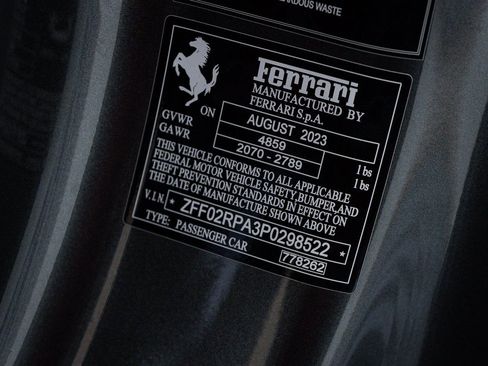 HAZARDOUS WASTE
Ferrari
MANUFACTURED BY
FERRARI S.p.A.
ON AUGUST 2023
GVWR 4859 lbs
GAWR 2070 - 2789 lbs
THIS VEHICLE CONFORMS TO ALL APPLICABLE
FEDERAL MOTOR VEHICLE SAFETY, BUMPER, AND
THEFT PREVENTION STANDARDS IN EFFECT ON
THE DATE OF MANUFACTURE SHOWN ABOVE
V.I.N. * ZFF02RPA3P0298522 *
TYPE: PASSENGER CAR
778262